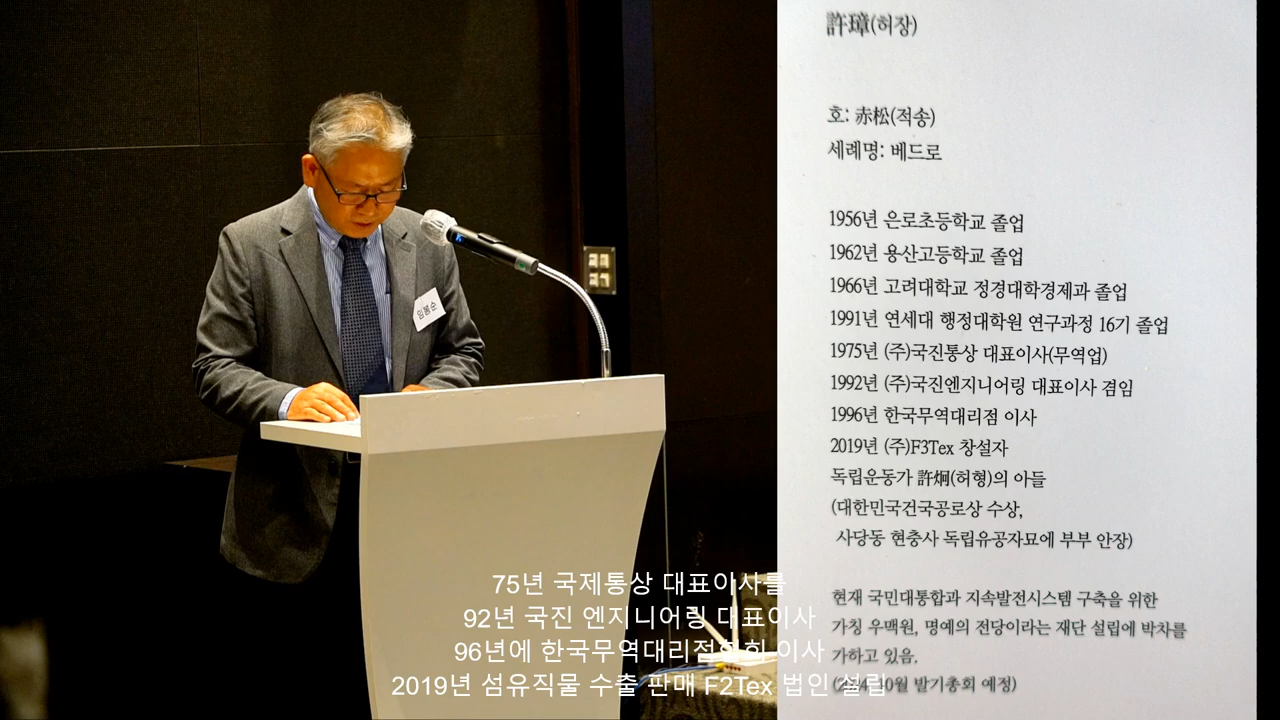 임봉순
許璋(허장)
호: 赤松(적송)
세례명: 베드로
1956년 은로초등학교 졸업
1962년 용산고등학교 졸업
1966년 고려대학교 정경대학경제과 졸업
1991년 연세대 행정대학원 연구과정 16기 졸업
1975년 (주)국진통상 대표이사(무역업)
1992년 (주)국진엔지니어링 대표이사 겸임
1996년 한국무역대리점 이사
2019년 (주)F3Tex 창설자
독립운동가 許炯(허형)의 아들
(대한민국건국공로상 수상,
사당동 현충사 독립유공자묘에 부부 안장)
현재 국민대통합과 지속발전시스템 구축을 위한
가칭 우맥원, 명예의 전당이라는 재단 설립에 박차를
가하고 있음.
발기총회 예정)
75년 국제통상 대표이사를
92년 국진 엔지니어링 대표이사
96년에 한국무역대리점협회 이사
2019년 섬유직물 수출 판매 F2Tex 법인 설립